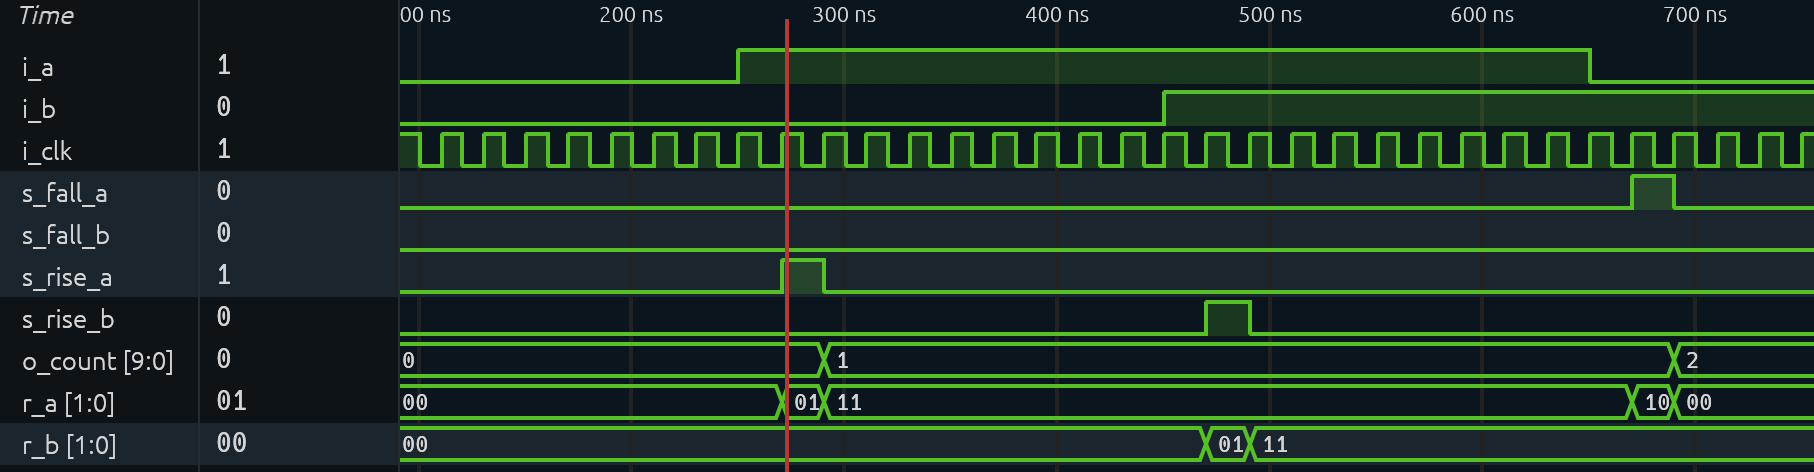 Time 00 ns 200 ns 300 ns 400 ns 500 ns 600 ns 700 ns
i_a 1
i_b 0
i_clk 1
s_fall_a 0
s_fall_b 0
s_rise_a 1
s_rise_b 0
o_count [9:0] 0 0 1 2
r_a [1:0] 01 00 01 11 10 00
r_b [1:0] 00 00 01 11